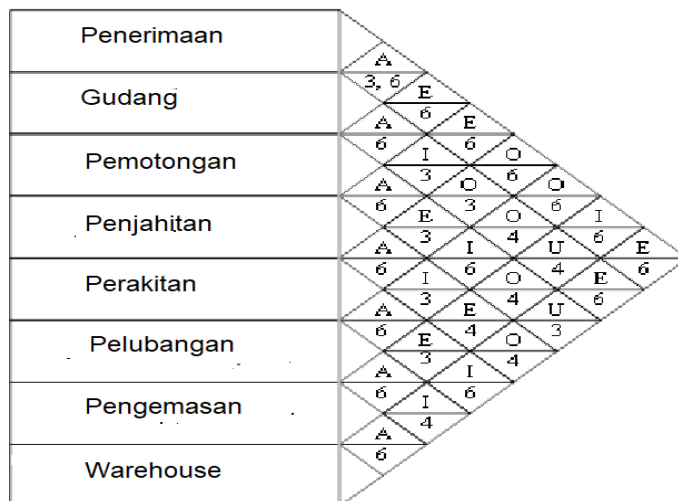 Penerimaan
A
3, 6
Gudang
E
6
A E
6 6
Pemotongan
I O
3 6
A O O
6 3 6
Penjahitan
E O I
3 4 6
A I U E
6 6 4 6
Perakitan
I O E
3 4 6
A E U
6 4 3
Pelubangan
E O
3 4
A I
6 6
Pengemasan
I
4
A
6
Warehouse